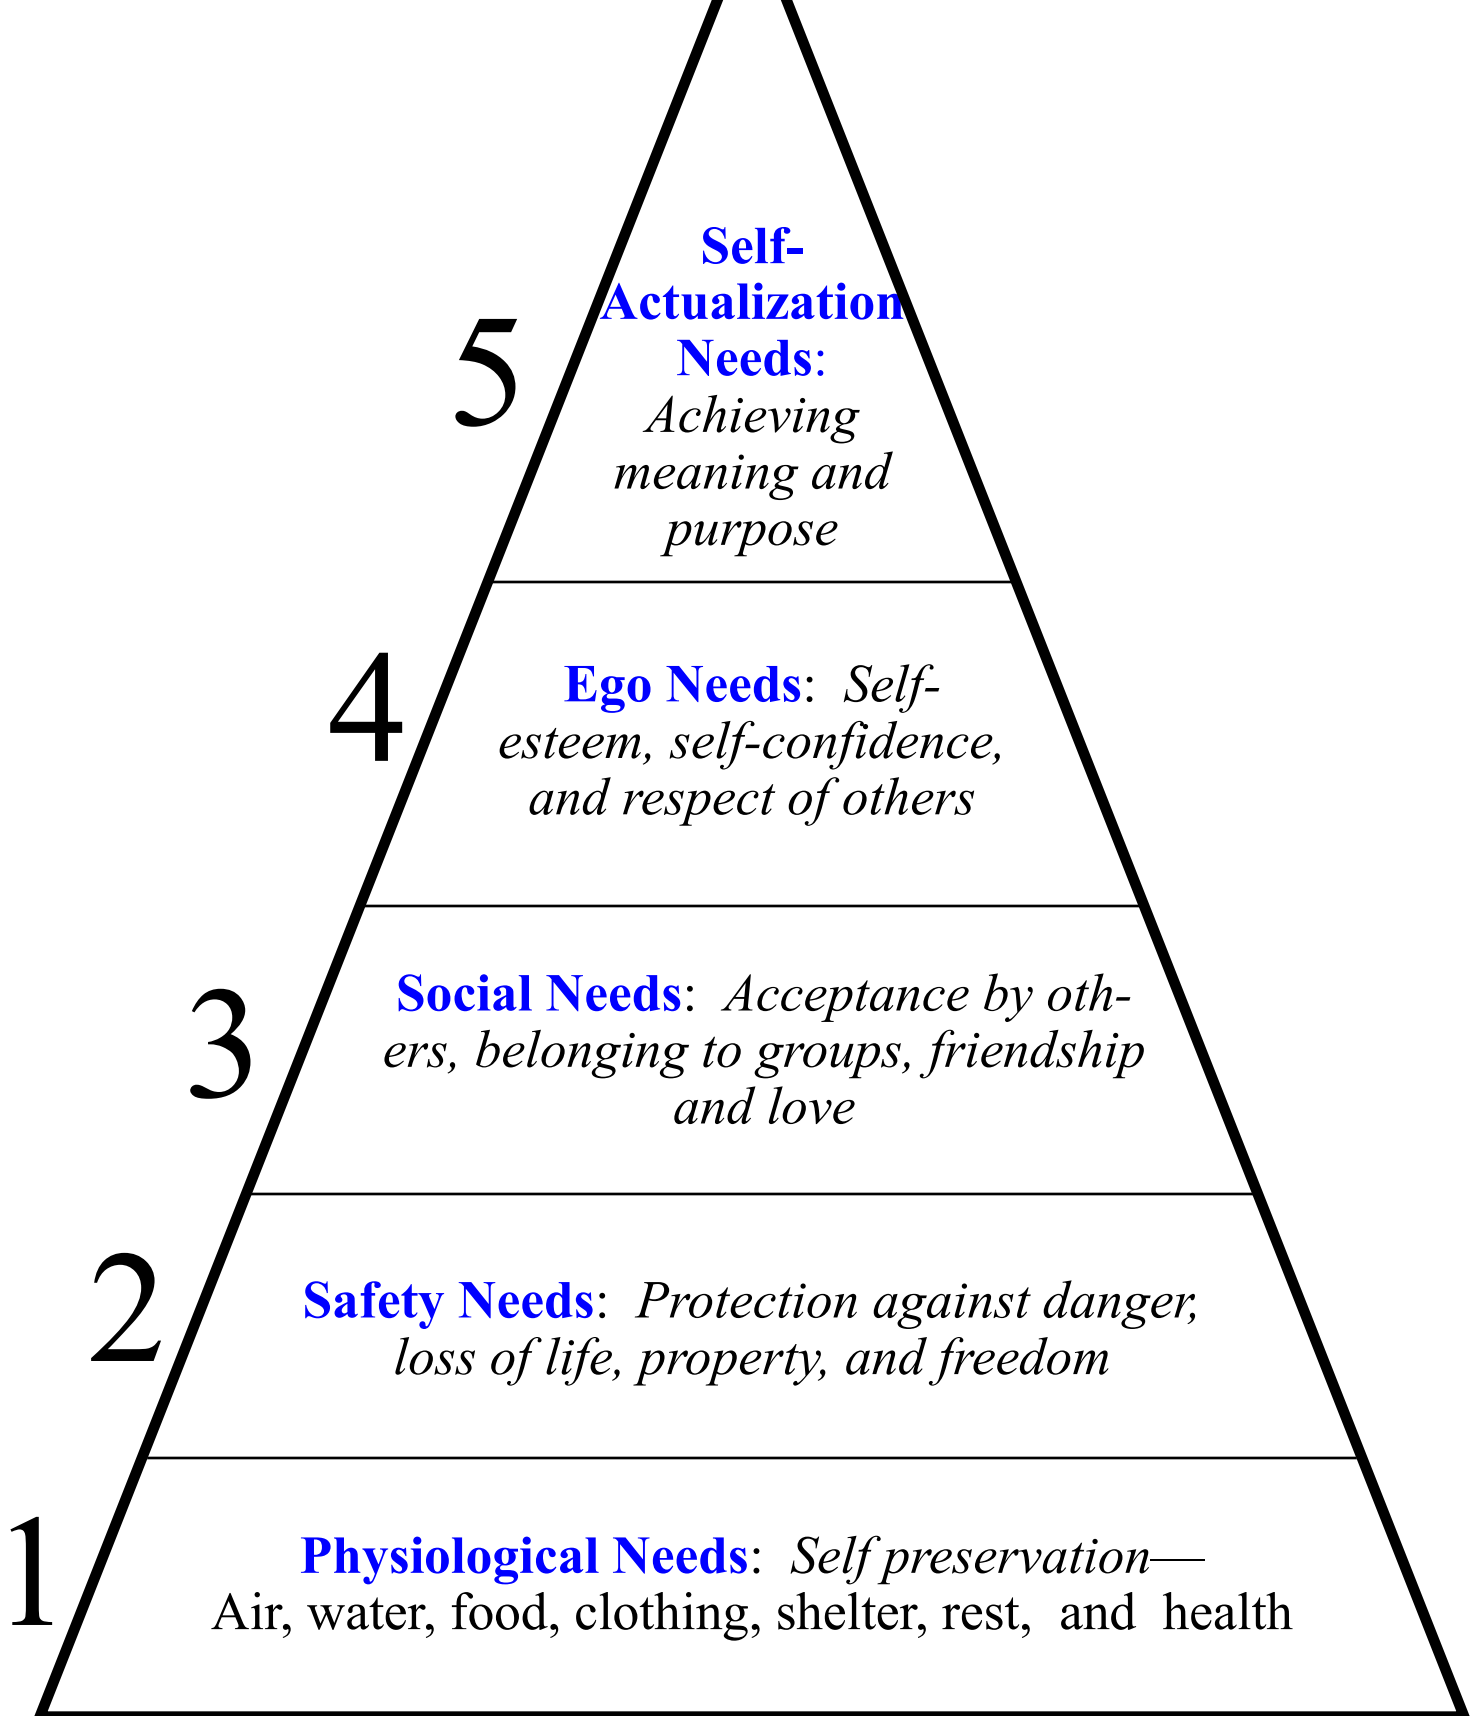 Self-
Actualization
Needs:
Achieving
meaning and
purpose
5
Ego Needs:  Self-
esteem, self-confidence,
and respect of others
4
Social Needs:  Acceptance by oth-
ers, belonging to groups, friendship
and love
3
Safety Needs:  Protection against danger,
loss of life, property, and freedom
2
Physiological Needs:  Self preservation—
Air, water, food, clothing, shelter, rest,  and  health
1